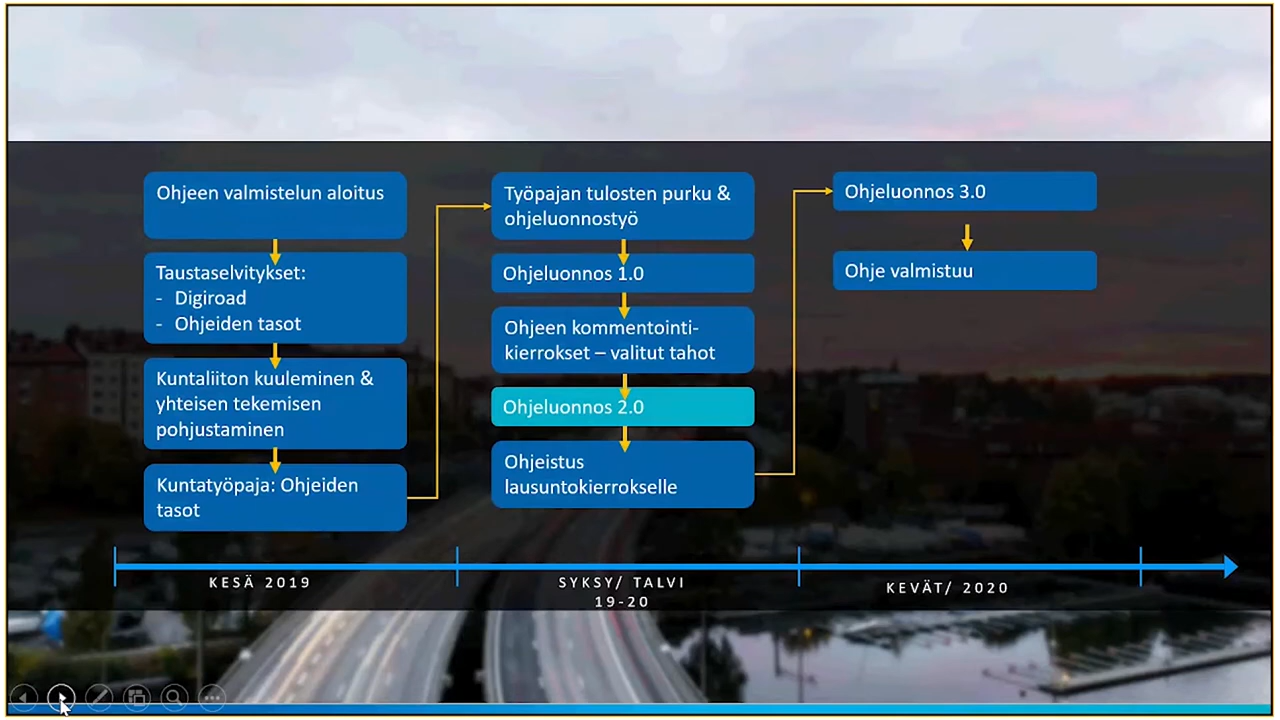 Ohjeen valmistelun aloitus
Taustaselvitykset:
- Digiroad
- Ohjeiden tasot
Kuntaliiton kuuleminen &
yhteisen tekemisen
pohjustaminen
Kuntatyöpaja: Ohjeiden
tasot
Työpajan tulosten purku &
ohjeluonnostyö
Ohjeluonnos 1.0
Ohjeen kommentointi-
kierrokset – valitut tahot
Ohjeluonnos 2.0
Ohjeistus
lausuntokierrokselle
Ohjeluonnos 3.0
Ohje valmistuu
KESÄ 2019
SYKSY/ TALVI
19-20
KEVÄT/ 2020